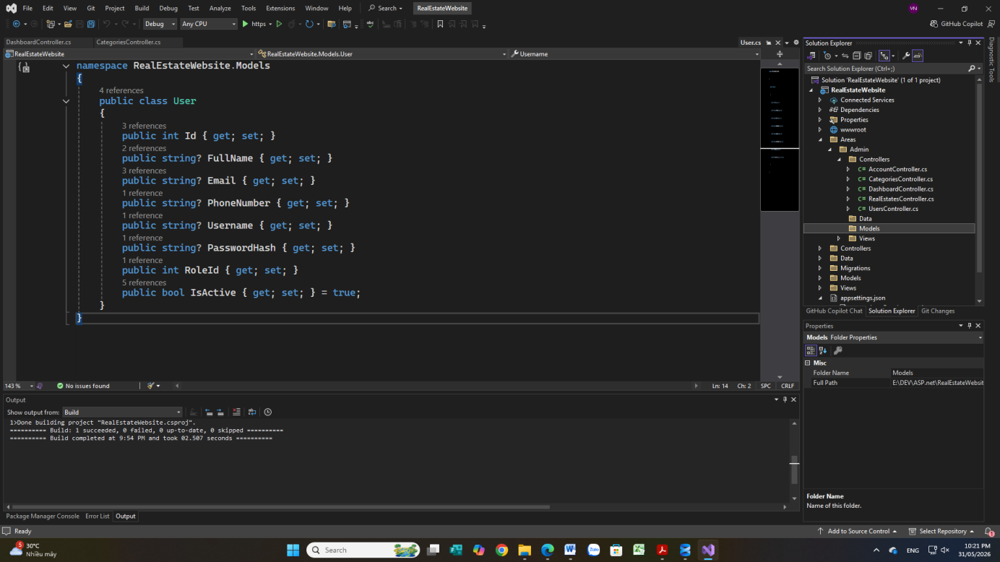 File Edit View Git Project Build Debug Test Analyze Tools Extensions Window Help Search RealEstateWebsite VN
Debug Any CPU https GitHub Copilot
DashboardController.cs CategoriesController.cs User.cs
RealEstateWebsite RealEstateWebsite.Models.User Username
namespace RealEstateWebsite.Models
{
4 references
public class User
{
3 references
public int Id { get; set; }
2 references
public string? FullName { get; set; }
3 references
public string? Email { get; set; }
1 reference
public string? PhoneNumber { get; set; }
1 reference
public string? Username { get; set; }
1 reference
public string? PasswordHash { get; set; }
1 reference
public int RoleId { get; set; }
5 references
public bool IsActive { get; set; } = true;
}
}
143 % No issues found Ln: 14 Ch: 2 SPC CRLF
Output
Show output from: Build
1>Done building project "RealEstateWebsite.csproj".
========== Build: 1 succeeded, 0 failed, 0 up-to-date, 0 skipped ==========
========== Build completed at 9:54 PM and took 02.507 seconds ==========
Package Manager Console Error List Output
Solution Explorer
Search Solution Explorer (Ctrl+;)
Solution 'RealEstateWebsite' (1 of 1 project)
RealEstateWebsite
Connected Services
Dependencies
Properties
wwwroot
Areas
Admin
Controllers
C# AccountController.cs
C# CategoriesController.cs
C# DashboardController.cs
C# RealEstatesController.cs
C# UsersController.cs
Data
Models
Views
Controllers
Data
Migrations
Models
Views
appsettings.json
GitHub Copilot Chat Solution Explorer Git Changes
Properties
Models Folder Properties
Misc
Folder Name Models
Full Path E:\DEV\ASP.net\RealEstateWebsit
Folder Name
Name of this folder.
Diagnostic Tools
Ready Add to Source Control Select Repository 1
5 30°C
Nhiều mây
Search
Zalo
ENG
10:21 PM
31/05/2026